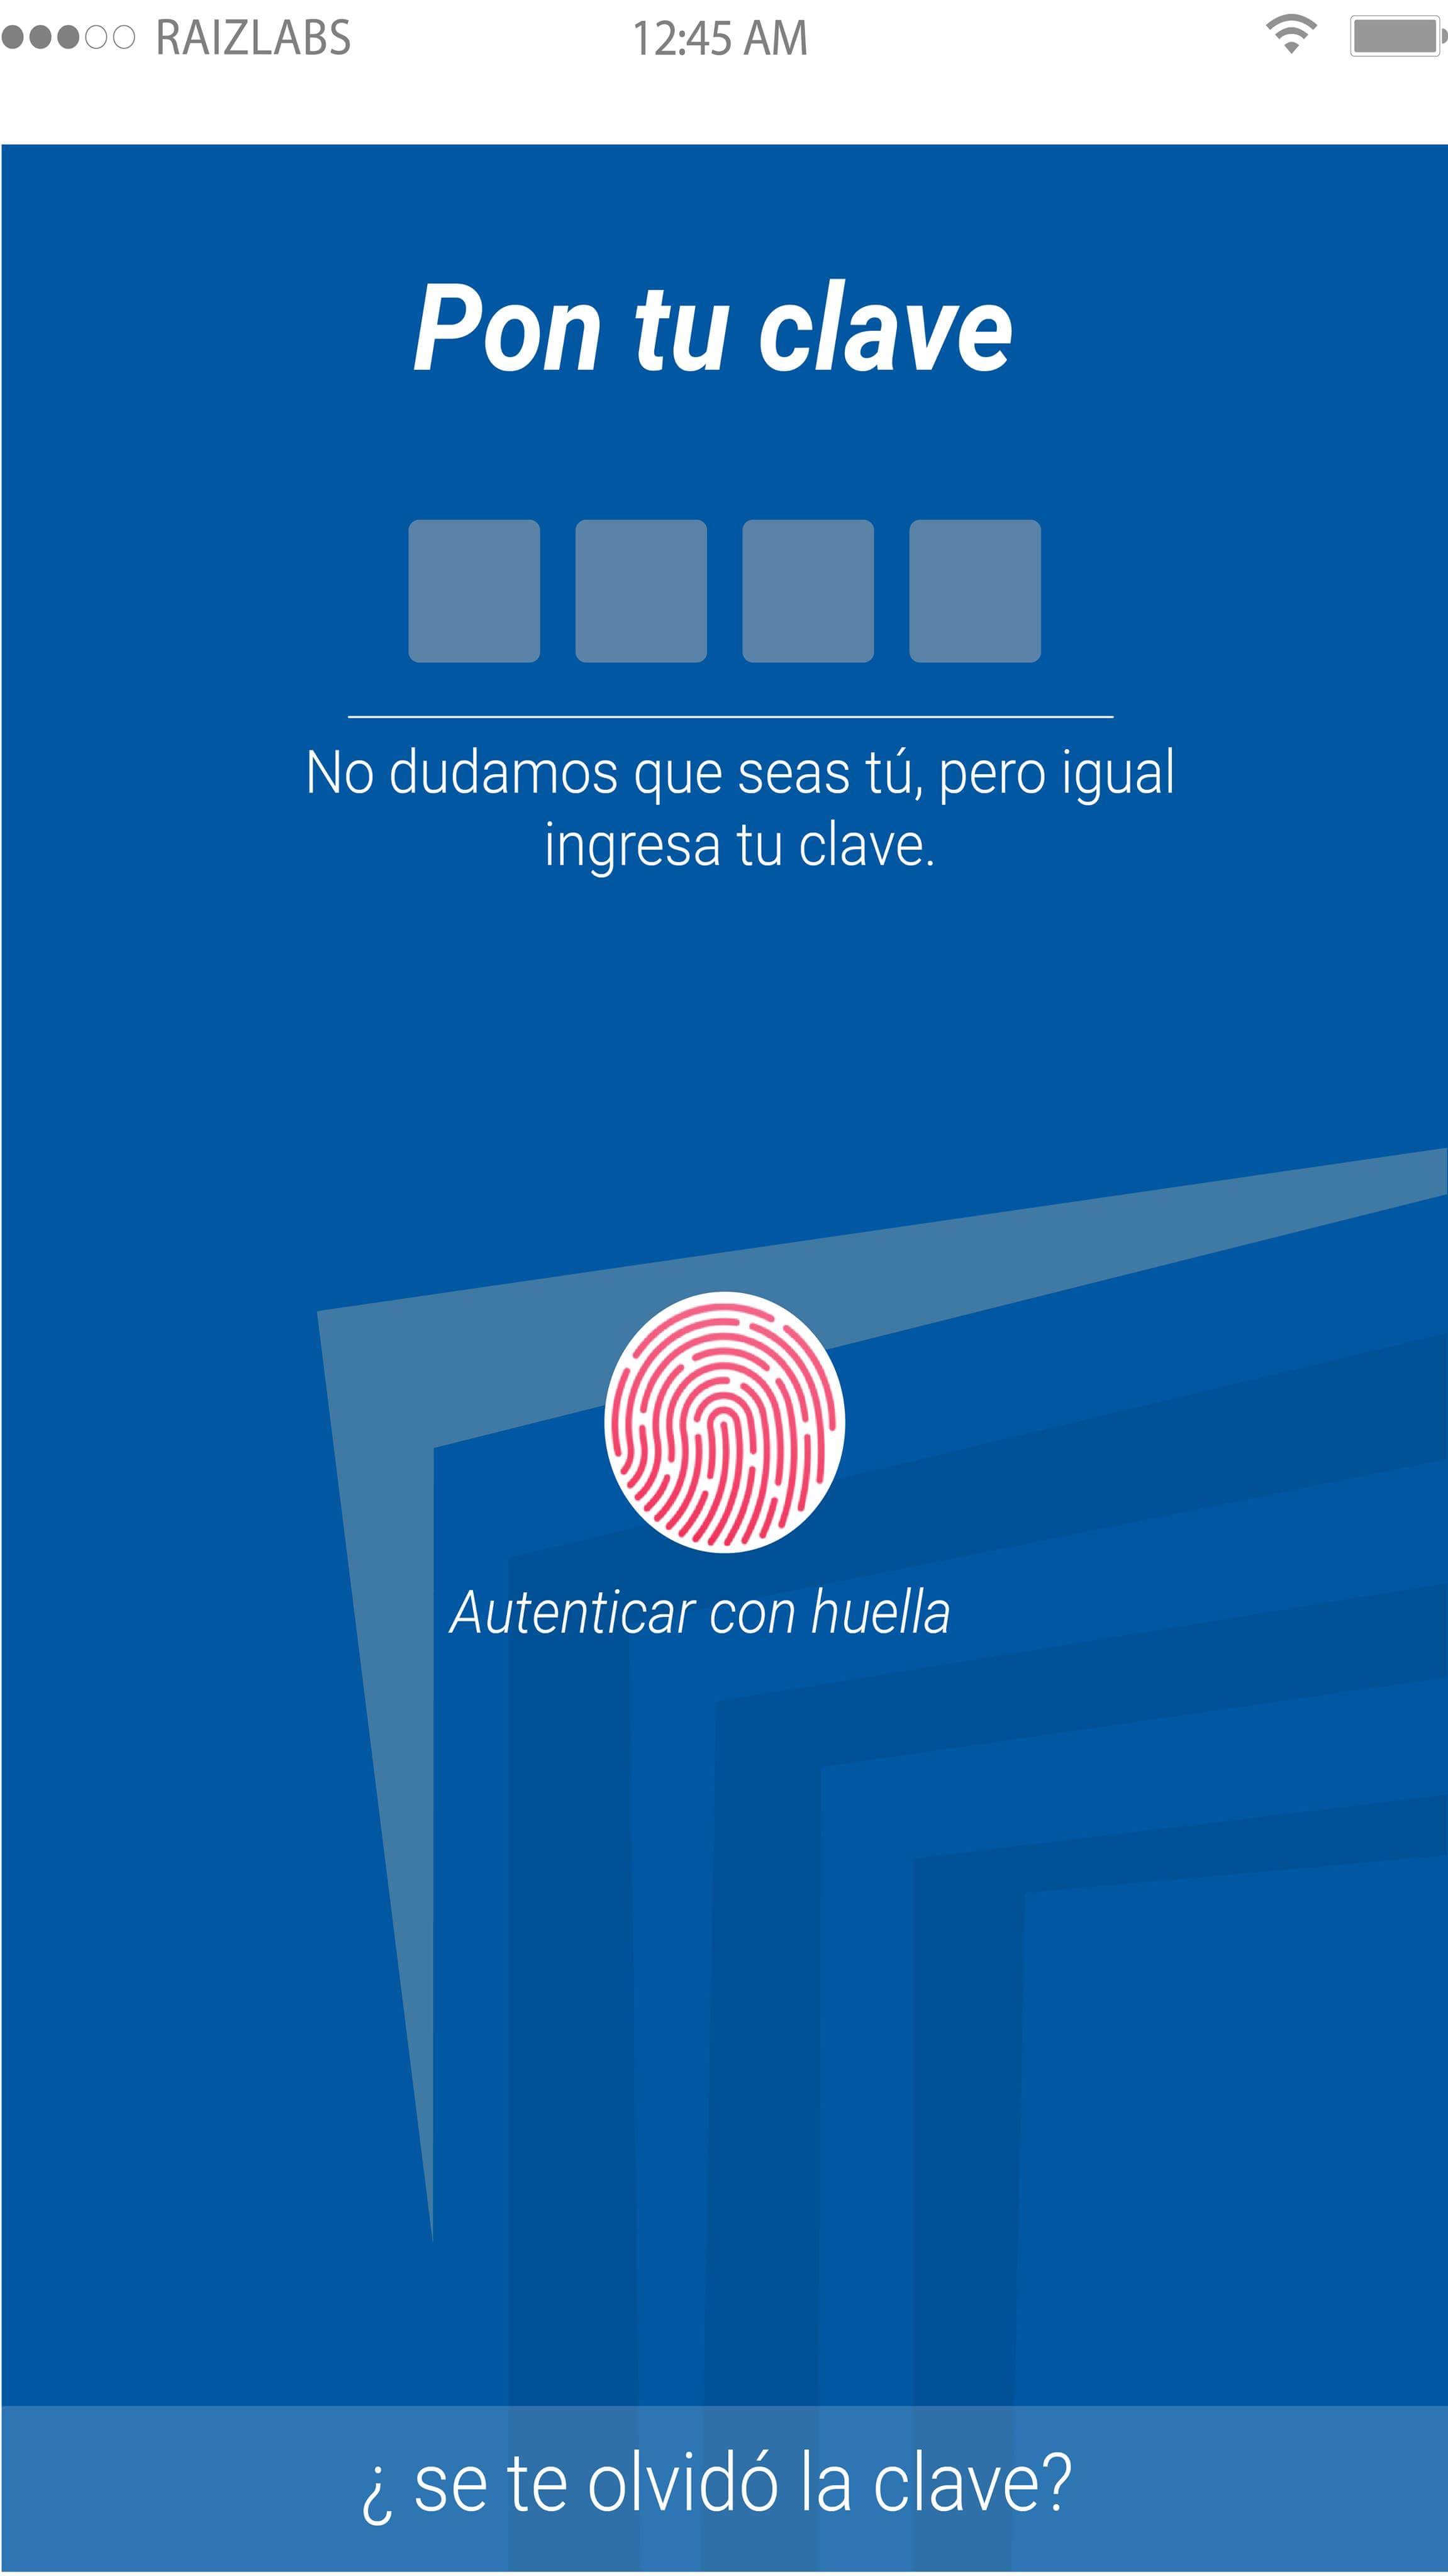 RAIZLABS 12:45 AM
Pon tu clave
No dudamos que seas tú, pero igual
ingresa tu clave.
Autenticar con huella
¿ se te olvidó la clave?